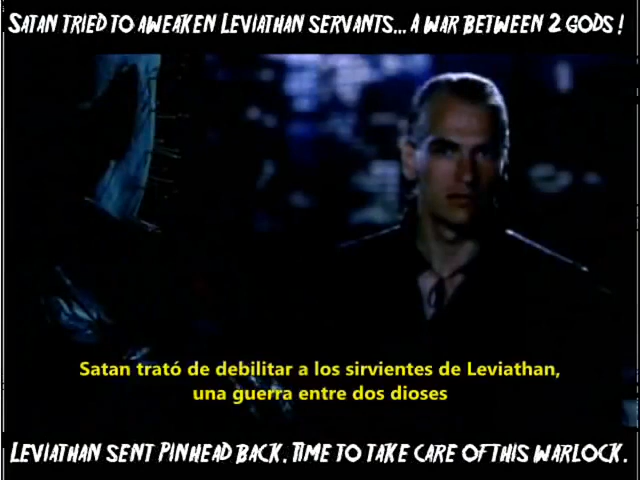 Satan tried to aweaken Leviathan servants... a war between 2 gods!
Satan trató de debilitar a los sirvientes de Leviathan,
una guerra entre dos dioses
Leviathan sent Pinhead back. Time to take care of this warlock.